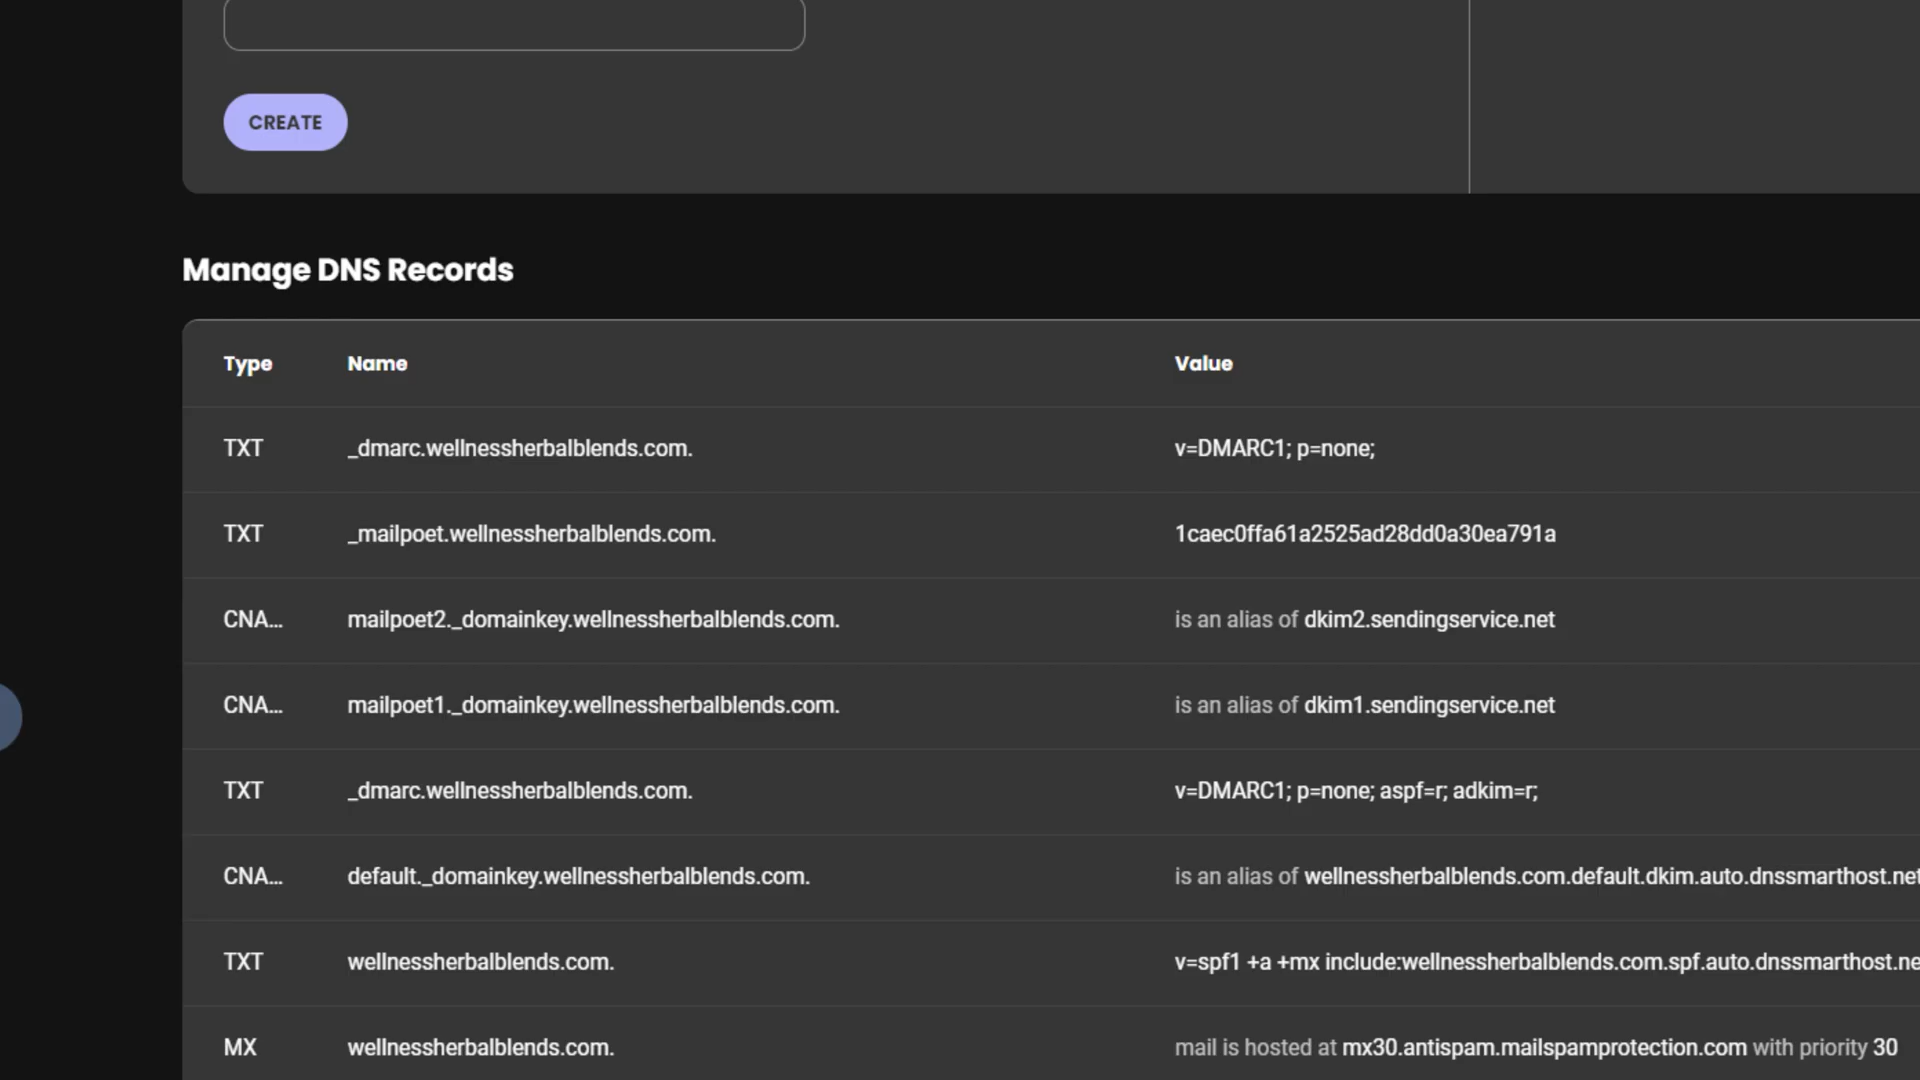 CREATE
Manage DNS Records
Type Name Value
TXT _dmarc.wellnessherbalblends.com. v=DMARC1; p=none;
TXT _mailpoet.wellnessherbalblends.com. 1caec0ffa61a2525ad28dd0a30ea791a
CNA... mailpoet2._domainkey.wellnessherbalblends.com. is an alias of dkim2.sendingservice.net
CNA... mailpoet1._domainkey.wellnessherbalblends.com. is an alias of dkim1.sendingservice.net
TXT _dmarc.wellnessherbalblends.com. v=DMARC1; p=none; aspf=r; adkim=r;
CNA... default._domainkey.wellnessherbalblends.com. is an alias of wellnessherbalblends.com.default.dkim.auto.dnssmarthost.net
TXT wellnessherbalblends.com. v=spf1 +a +mx include:wellnessherbalblends.com.spf.auto.dnssmarthost.ne
MX wellnessherbalblends.com. mail is hosted at mx30.antispam.mailspamprotection.com with priority 30